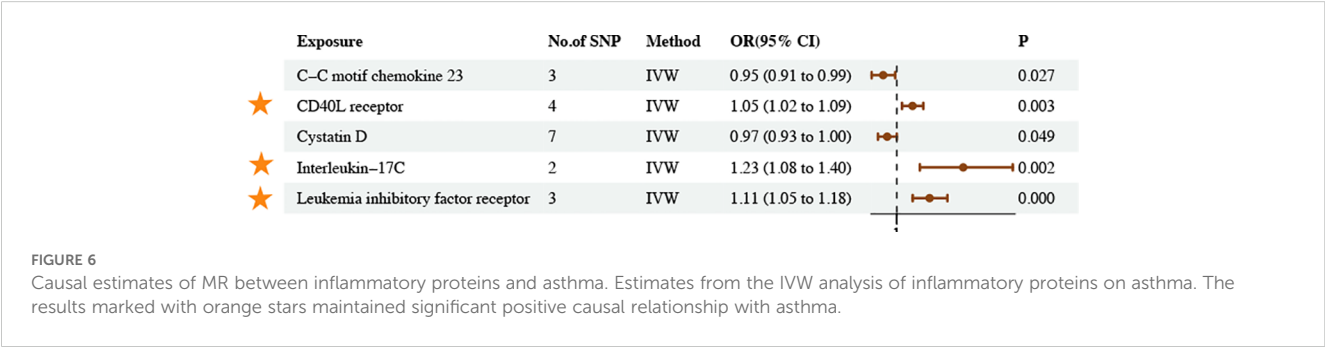 Exposure No.of SNP Method OR(95% CI) P
C–C motif chemokine 23 3 IVW 0.95 (0.91 to 0.99) 0.027
CD40L receptor 4 IVW 1.05 (1.02 to 1.09) 0.003
Cystatin D 7 IVW 0.97 (0.93 to 1.00) 0.049
Interleukin–17C 2 IVW 1.23 (1.08 to 1.40) 0.002
Leukemia inhibitory factor receptor 3 IVW 1.11 (1.05 to 1.18) 0.000
1
FIGURE 6
Causal estimates of MR between inflammatory proteins and asthma. Estimates from the IVW analysis of inflammatory proteins on asthma. The
results marked with orange stars maintained significant positive causal relationship with asthma.